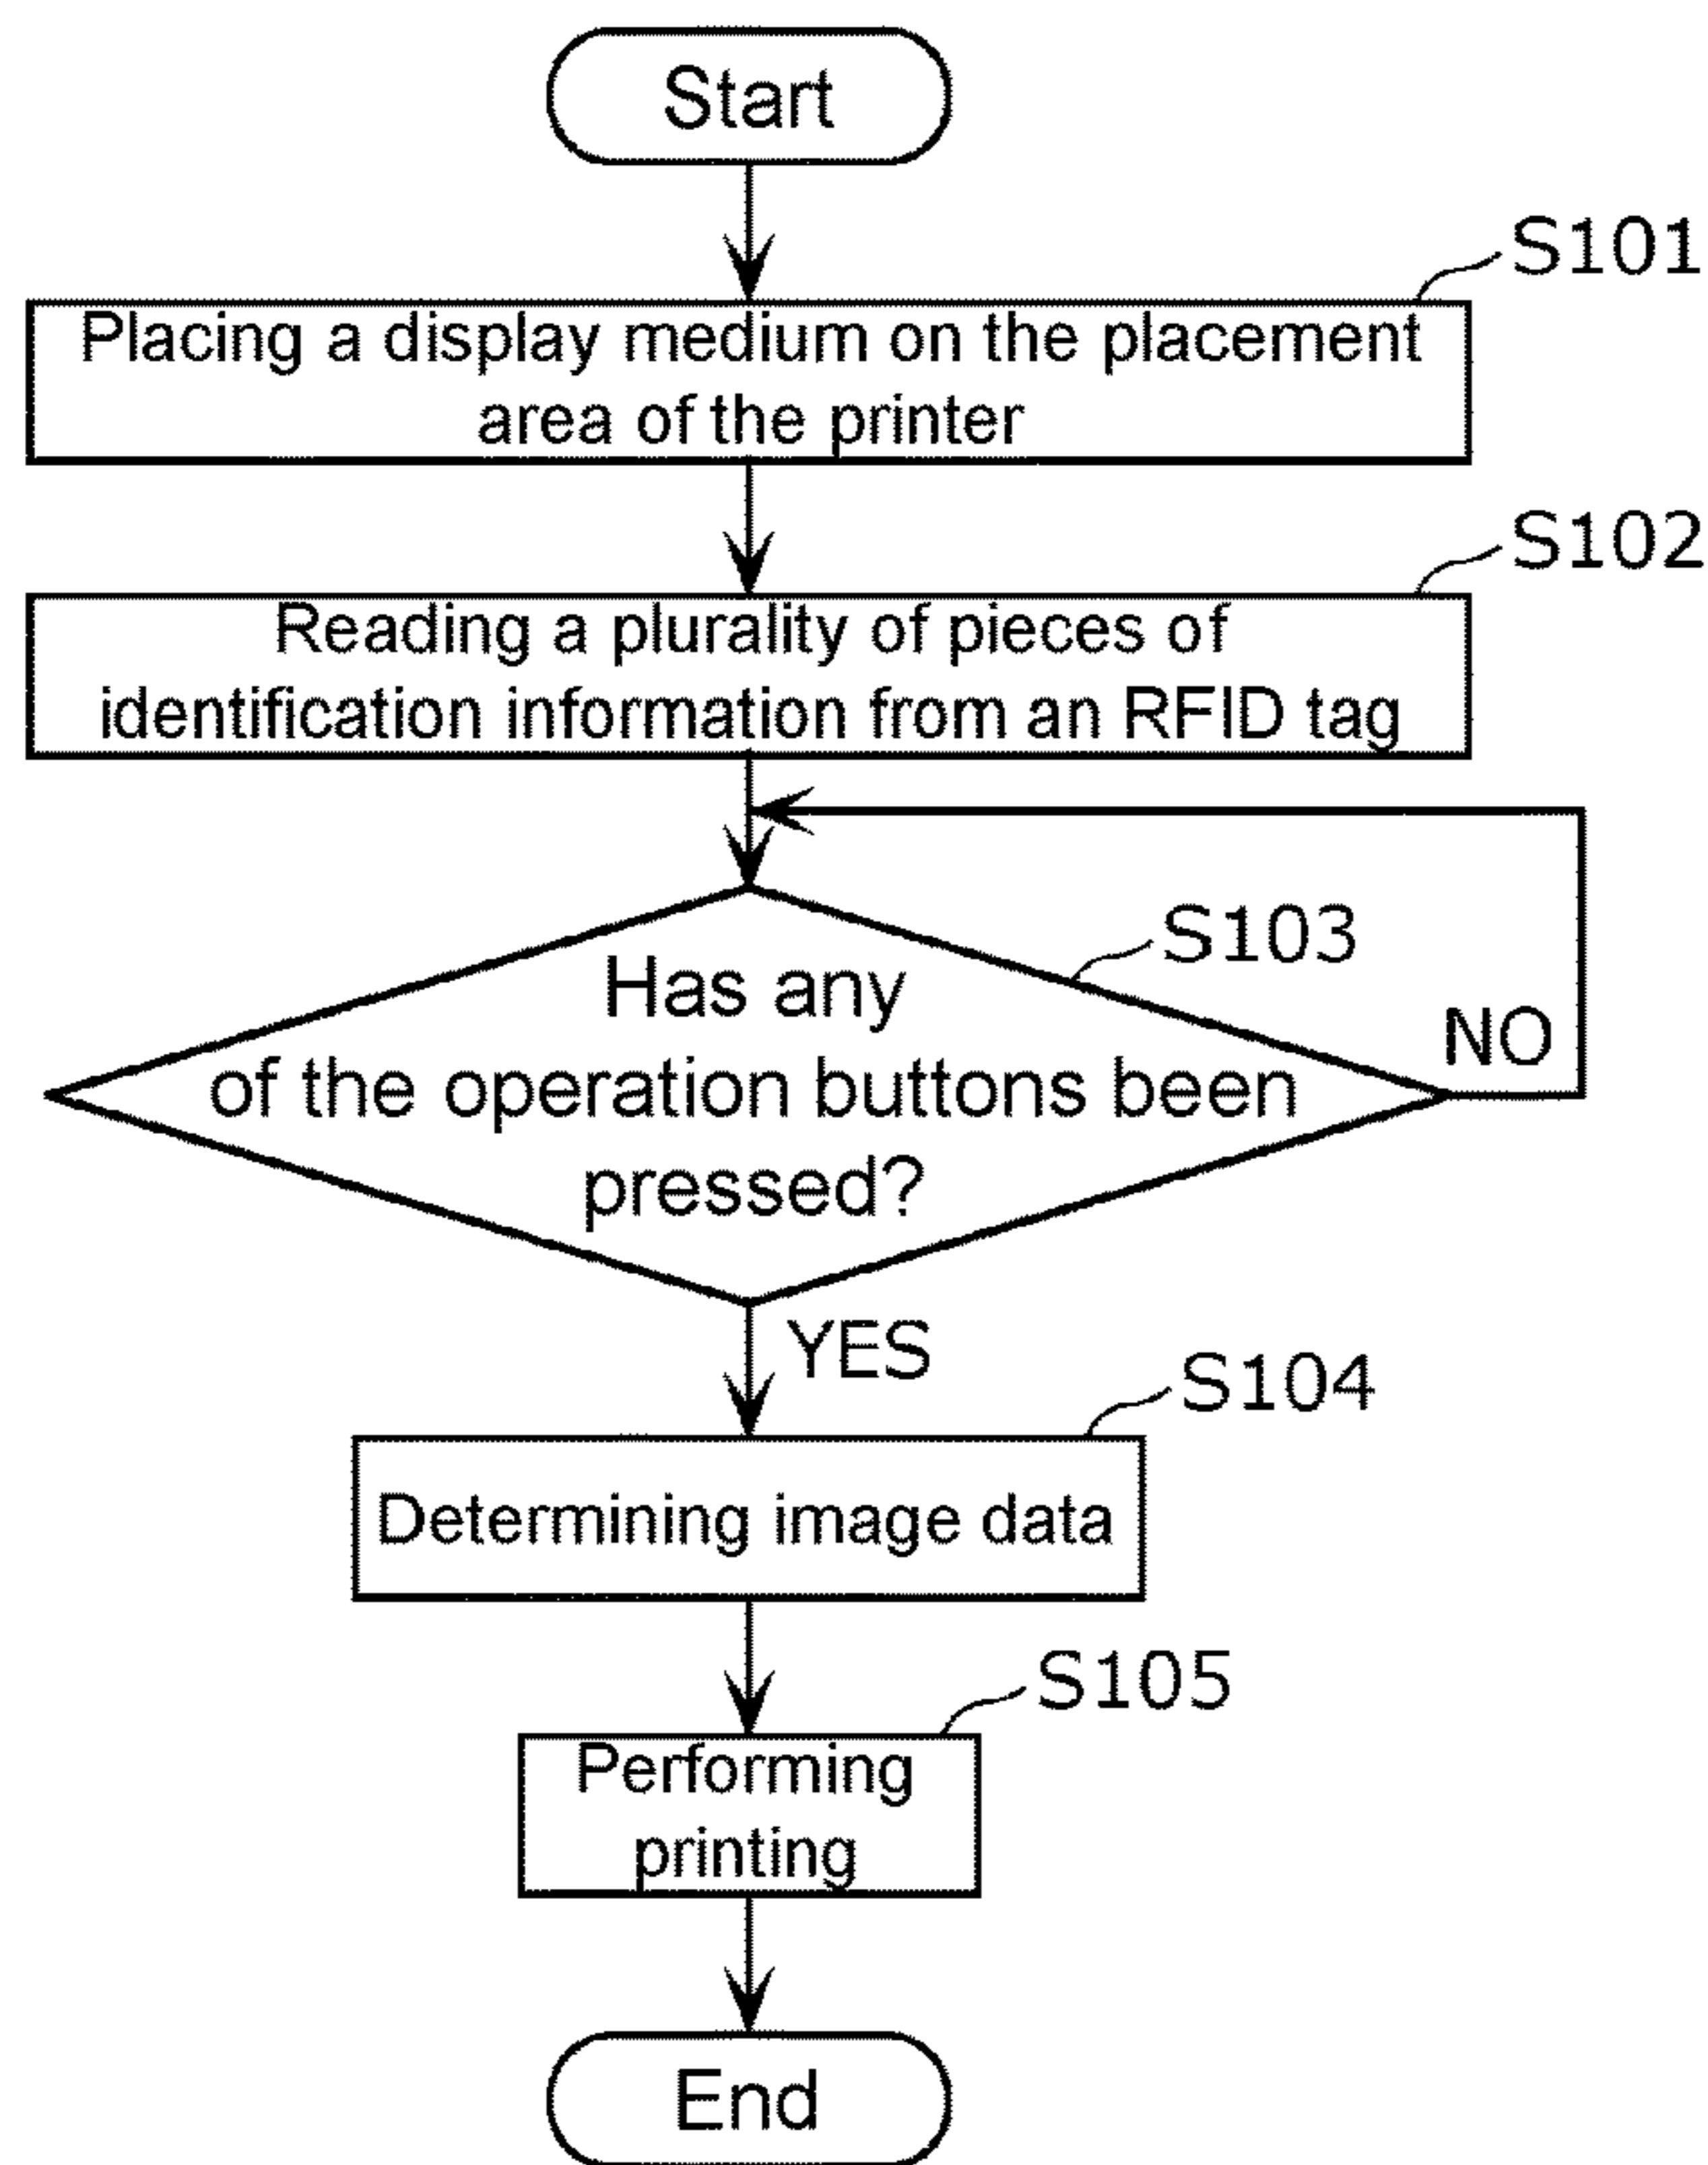 Start
S101
Placing a display medium on the placement
area of the printer
S102
Reading a plurality of pieces of
identification information from an RFID tag
S103
Has any
of the operation buttons been
pressed?
NO
YES
S104
Determining image data
S105
Performing
printing
End